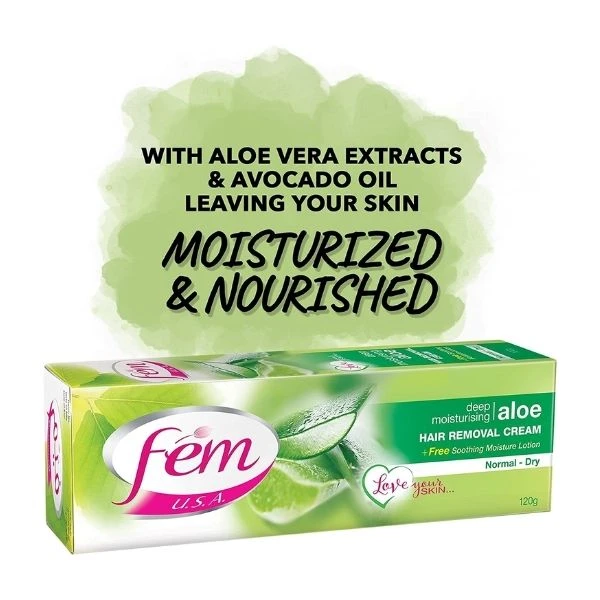 WITH ALOE VERA EXTRACTS
& AVOCADO OIL
LEAVING YOUR SKIN
MOISTURIZED
& NOURISHED
fem
U.S.A.
deep
moisturising | aloe
HAIR REMOVAL CREAM
+Free Soothing Moisture Lotion
Normal - Dry
Love your
SKIN...
120g